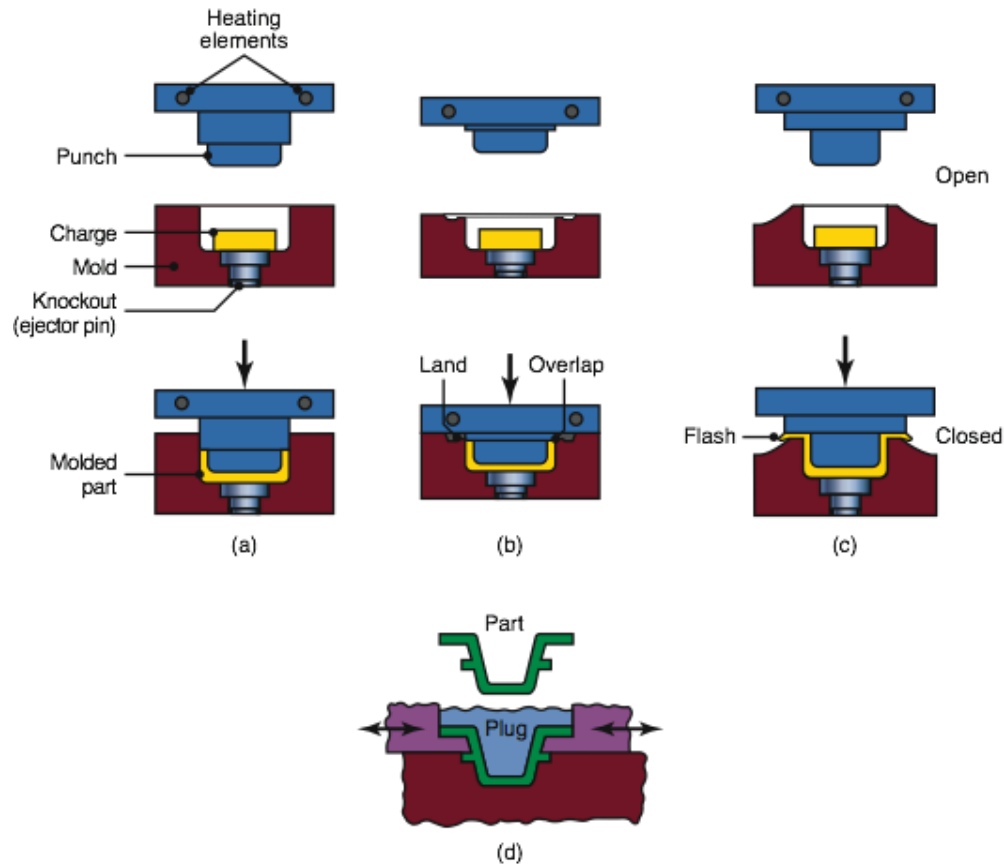 Heating
elements
Punch
Open
Charge
Mold
Knockout
(ejector pin)
Land
Overlap
Flash
Closed
Molded
part
(a)
(b)
(c)
Part
Plug
(d)